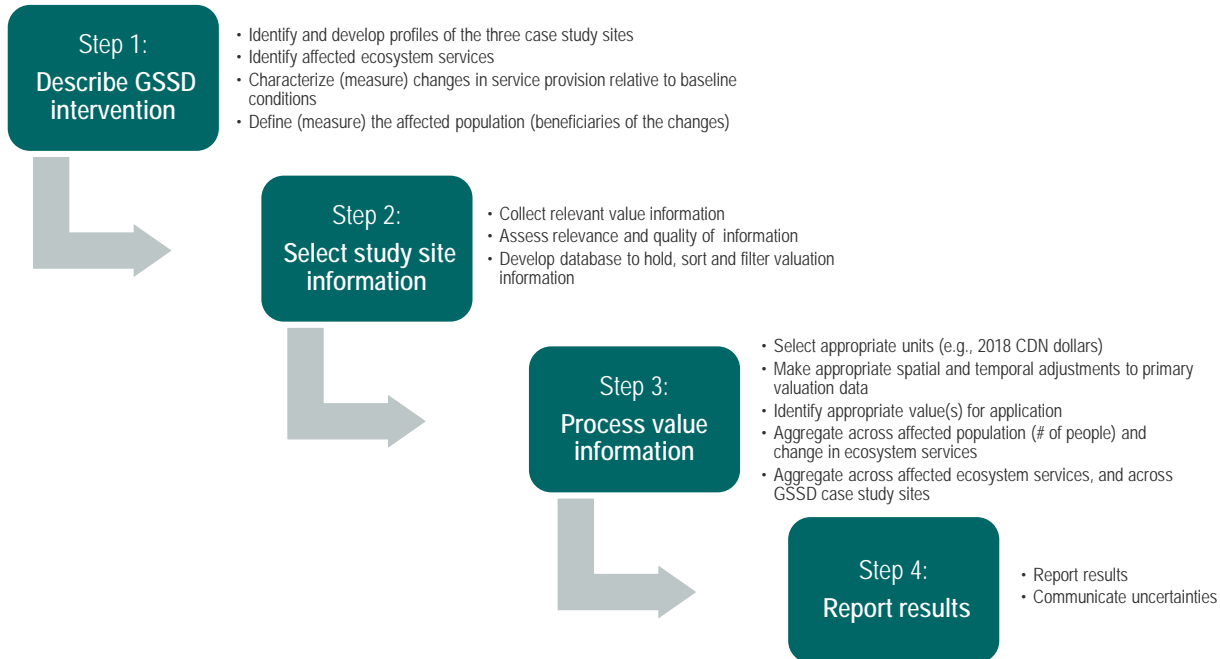 Step 1:
Describe GSSD
intervention
• Identify and develop profiles of the three case study sites
• Identify affected ecosystem services
• Characterize (measure) changes in service provision relative to baseline
conditions
• Define (measure) the affected population (beneficiaries of the changes)
Step 2:
Select study site
information
• Collect relevant value information
• Assess relevance and quality of information
• Develop database to hold, sort and filter valuation
information
Step 3:
Process value
information
• Select appropriate units (e.g., 2018 CDN dollars)
• Make appropriate spatial and temporal adjustments to primary
valuation data
• Identify appropriate value(s) for application
• Aggregate across affected population (# of people) and
change in ecosystem services
• Aggregate across affected ecosystem services, and across
GSSD case study sites
Step 4:
Report results
• Report results
• Communicate uncertainties